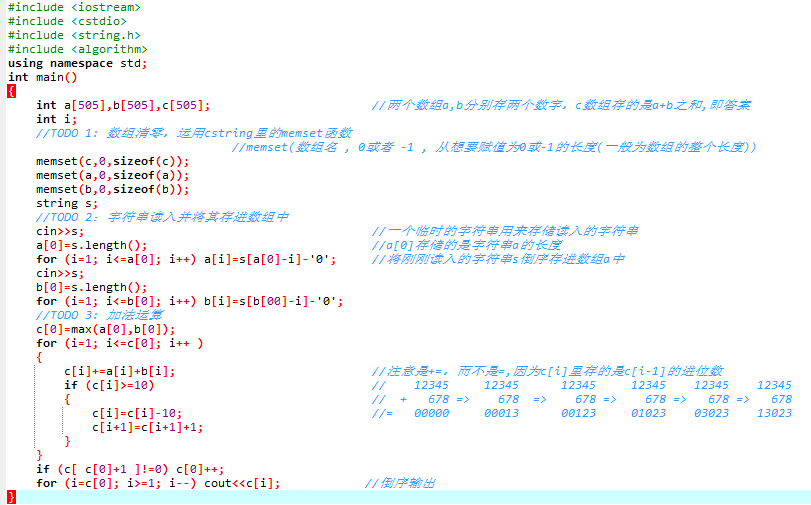 #include <iostream>
#include <cstdio>
#include <string.h>
#include <algorithm>
using namespace std;
int main()
{
    int a[505],b[505],c[505];                       //两个数组a,b分别存两个数字，c数组存的是a+b之和,即答案
    int i;
    //TODO 1: 数组清零，运用cstring里的memset函数
                                //memset(数组名 , 0或者 -1 , 从想要赋值为0或-1的长度(一般为数组的整个长度))
    memset(c,0,sizeof(c));
    memset(a,0,sizeof(a));
    memset(b,0,sizeof(b));
    string s;
    //TODO 2: 字符串读入并将其存进数组中
    cin>>s;                                         //一个临时的字符串用来存储读入的字符串
    a[0]=s.length();                                //a[0]存储的是字符串a的长度
    for (i=1; i<=a[0]; i++) a[i]=s[a[0]-i]-'0';     //将刚刚读入的字符串s倒序存进数组a中
    cin>>s;
    b[0]=s.length();
    for (i=1; i<=b[0]; i++) b[i]=s[b[00]-i]-'0';
    //TODO 3: 加法运算
    c[0]=max(a[0],b[0]);
    for (i=1; i<=c[0]; i++ )
    {
        c[i]+=a[i]+b[i];                            //注意是+=，而不是=,因为c[i]里存的是c[i-1]的进位数
        if (c[i]>=10)                               //    12345     12345      12345     12345    12345    12345
        {                                           //  +   678 =>    678  =>    678 =>    678 =>   678 =>   678
            c[i]=c[i]-10;                           //=   00000     00013      00123     01023    03023    13023
            c[i+1]=c[i+1]+1;
        }
    }
    if (c[ c[0]+1 ]!=0) c[0]++;
    for (i=c[0]; i>=1; i--) cout<<c[i];            //倒序输出
}